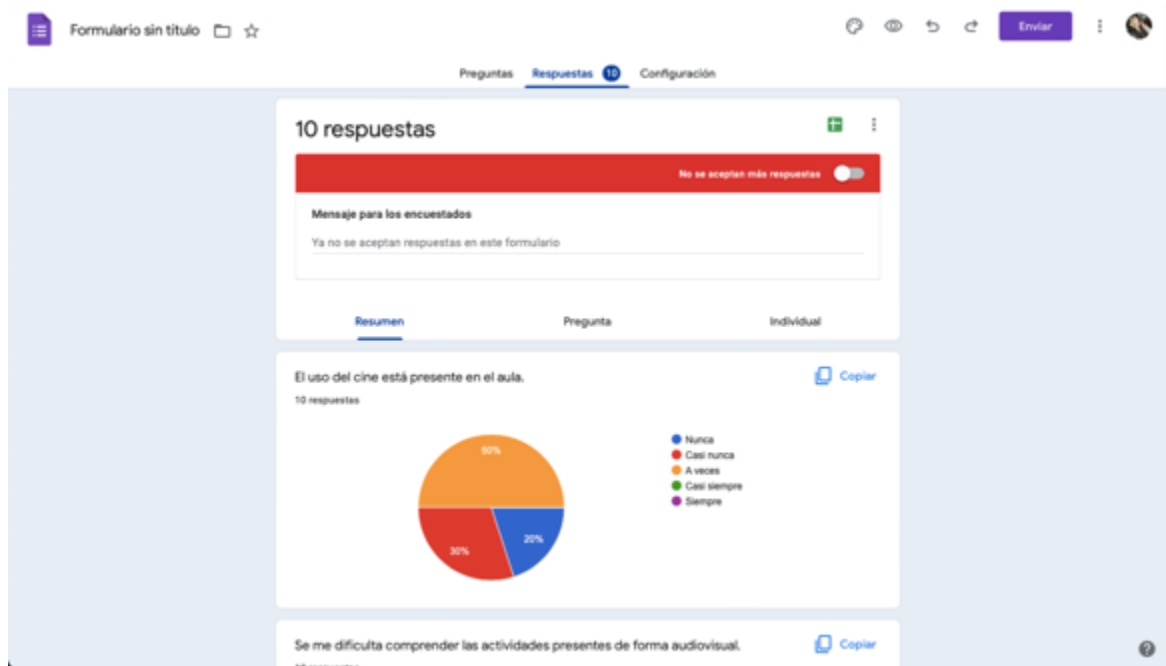 Formulario sin título
Enviar
Preguntas Respuestas 10 Configuración
10 respuestas
No se aceptan más respuestas
Mensaje para los encuestados
Ya no se aceptan respuestas en este formulario
Resumen Pregunta Individual
El uso del cine está presente en el aula.
Copiar
10 respuestas
50%
30%
20%
Nunca
Casi nunca
A veces
Casi siempre
Siempre
Se me dificulta comprender las actividades presentes de forma audiovisual.
Copiar